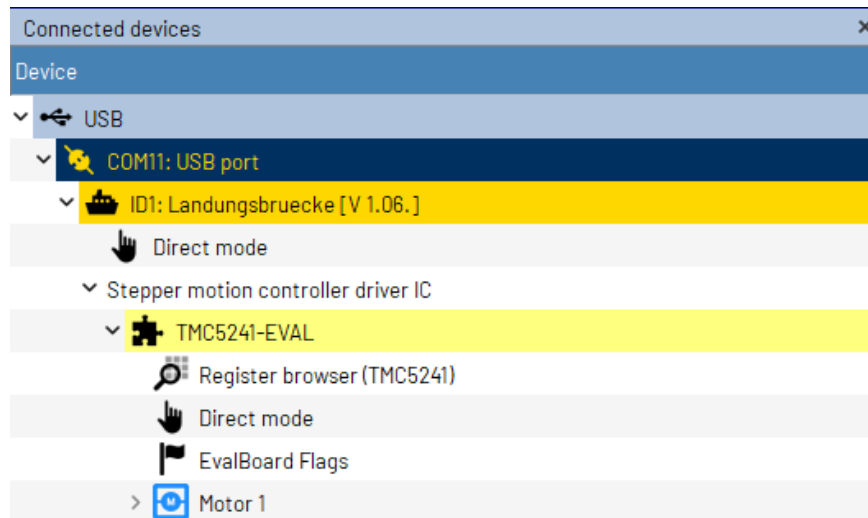 Connected devices
Device
USB
COM11: USB port
ID1: Landungsbruecke [V 1.06.]
Direct mode
Stepper motion controller driver IC
TMC5241-EVAL
Register browser (TMC5241)
Direct mode
EvalBoard Flags
Motor 1